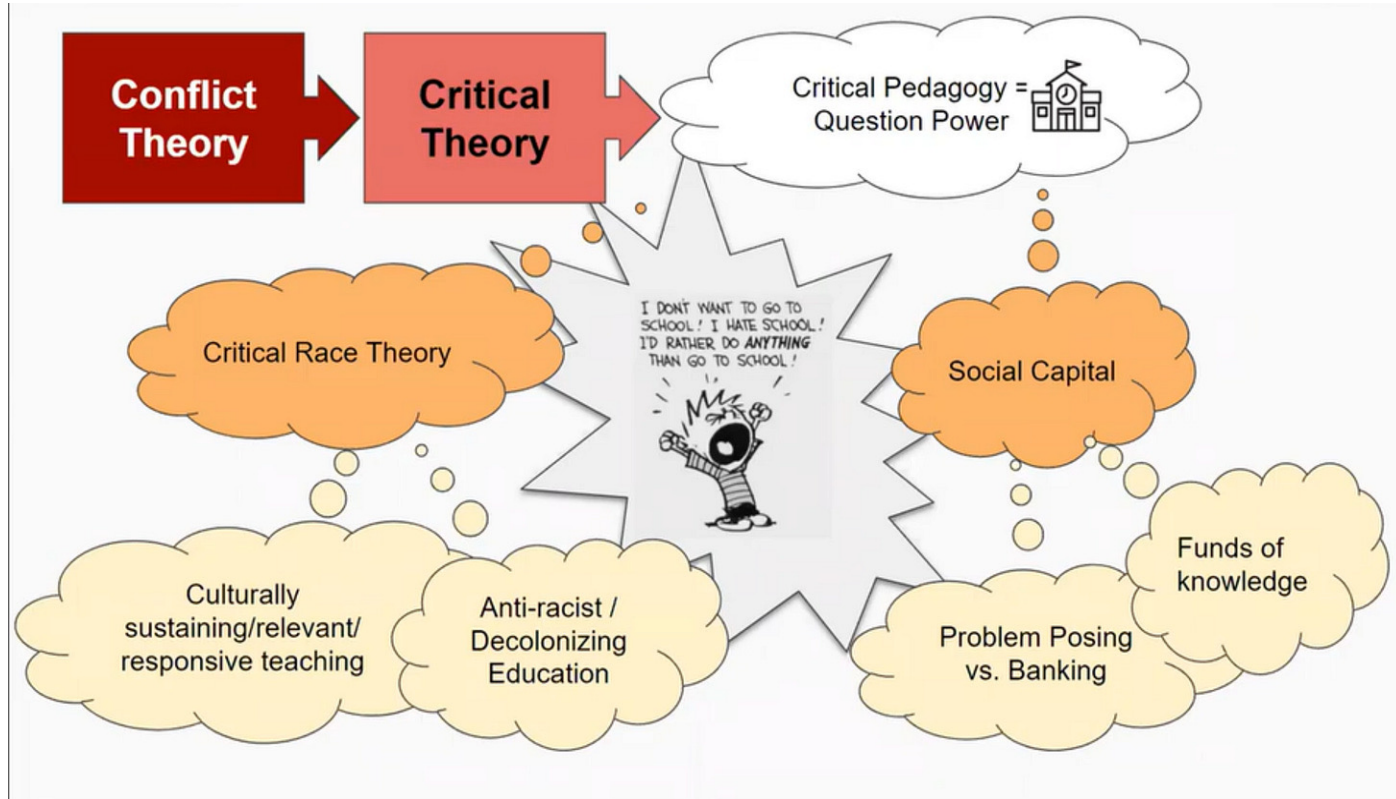 Conflict
Theory
Critical
Theory
Critical Pedagogy =
Question Power
Critical Race Theory
I DON'T WANT TO GO TO
SCHOOL! I HATE SCHOOL!
I'D RATHER DO ANYTHING
THAN GO TO SCHOOL!
Social Capital
Culturally
sustaining/relevant/
responsive teaching
Anti-racist /
Decolonizing
Education
Problem Posing
vs. Banking
Funds of
knowledge